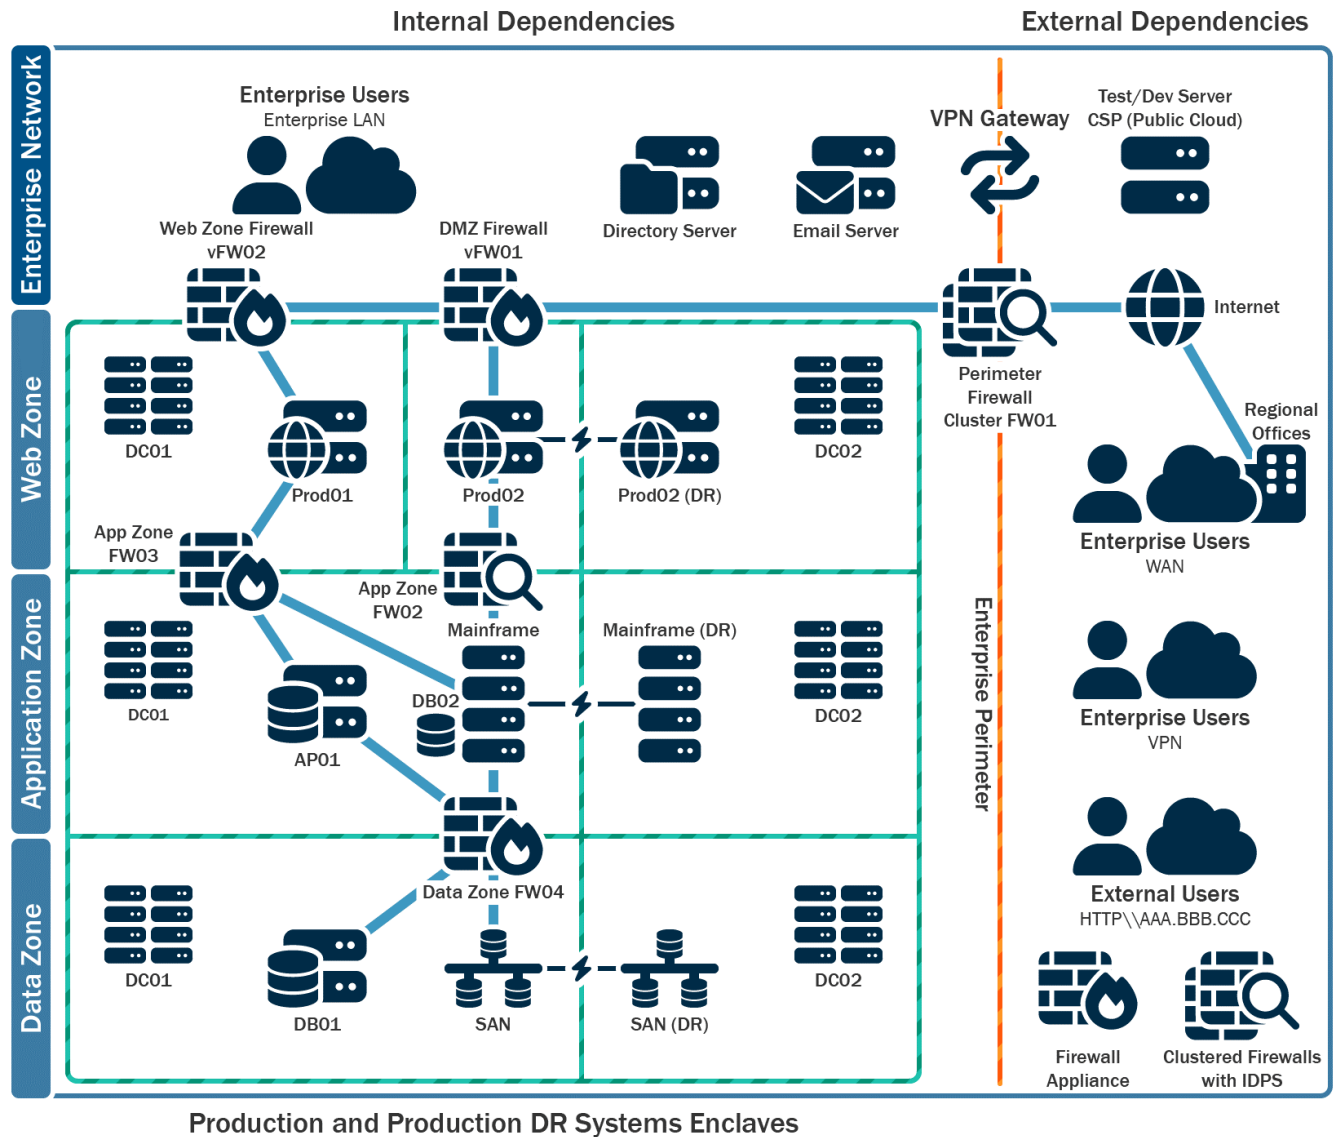 Internal Dependencies
External Dependencies
Enterprise Network
Enterprise Users
Enterprise LAN
Directory Server
Email Server
VPN Gateway
Test/Dev Server
CSP (Public Cloud)
Web Zone Firewall
vFW02
DMZ Firewall
vFW01
Perimeter
Firewall
Cluster FW01
Internet
Regional
Offices
Web Zone
DC01
Prod01
Prod02
Prod02 (DR)
DC02
Enterprise Users
WAN
App Zone
FW03
App Zone
FW02
Application Zone
DC01
AP01
DB02
Mainframe
Mainframe (DR)
DC02
Enterprise Perimeter
Enterprise Users
VPN
Data Zone FW04
Data Zone
DC01
DB01
SAN
SAN (DR)
DC02
External Users
HTTP\\AAA.BBB.CCC
Firewall
Appliance
Clustered Firewalls
with IDPS
Production and Production DR Systems Enclaves